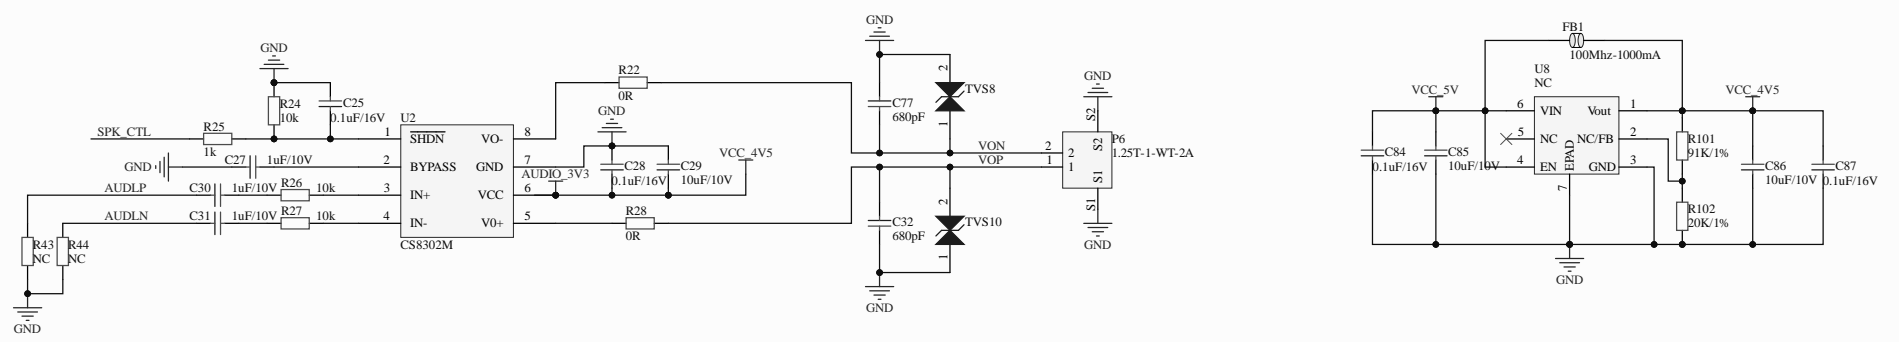 GND
R24
10k
C25
0.1uF/16V
SPK_CTL
R25
1k
GND
C27
1uF/10V
AUDLP
C30
1uF/10V
R26
10k
AUDLN
C31
1uF/10V
R27
10k
R43
NC
R44
NC
GND
U2
1
SHDN
VO-
8
2
BYPASS
GND
7
3
IN+
VCC
6
4
IN-
V0+
5
CS8302M
R22
0R
GND
C28
0.1uF/16V
C29
10uF/10V
AUDIO_3V3
VCC_4V5
R28
0R
GND
C77
680pF
2
TVS8
1
VON
VOP
2
1
C32
680pF
2
TVS10
1
GND
GND
S2
S2
2
1
S1
S1
P6
1.25T-1-WT-2A
GND
FB1
100Mhz-1000mA
U8
NC
VCC_5V
C84
0.1uF/16V
C85
10uF/10V
6
VIN
Vout
1
5
NC
NC/FB
2
4
EN
GND
3
EPAD
7
VCC_4V5
R101
91K/1%
R102
20K/1%
C86
10uF/10V
C87
0.1uF/16V
GND